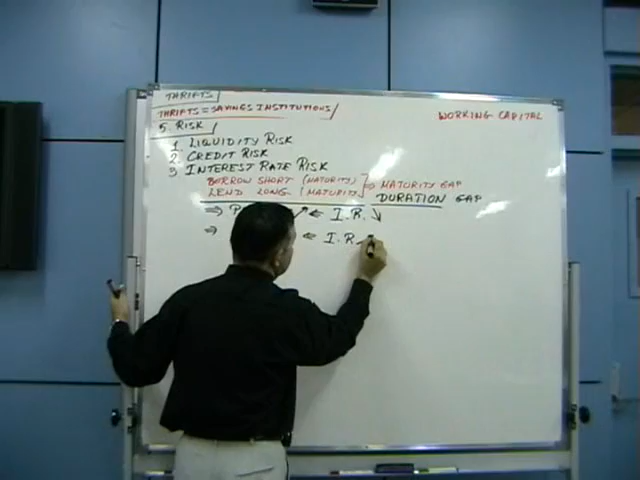 THRIFTS
THRIFTS = SAVINGS INSTITUTIONS
WORKING CAPITAL
5. RISK
1. LIQUIDITY RISK
2. CREDIT RISK
3 INTEREST RATE RISK
BORROW SHORT (MATURITY)
LEND LONG (MATURITY) ⇒ MATURITY GAP
DURATION GAP
⇒ P ↗ ⇐ I.R. ↘
⇒ ⇐ I.R.